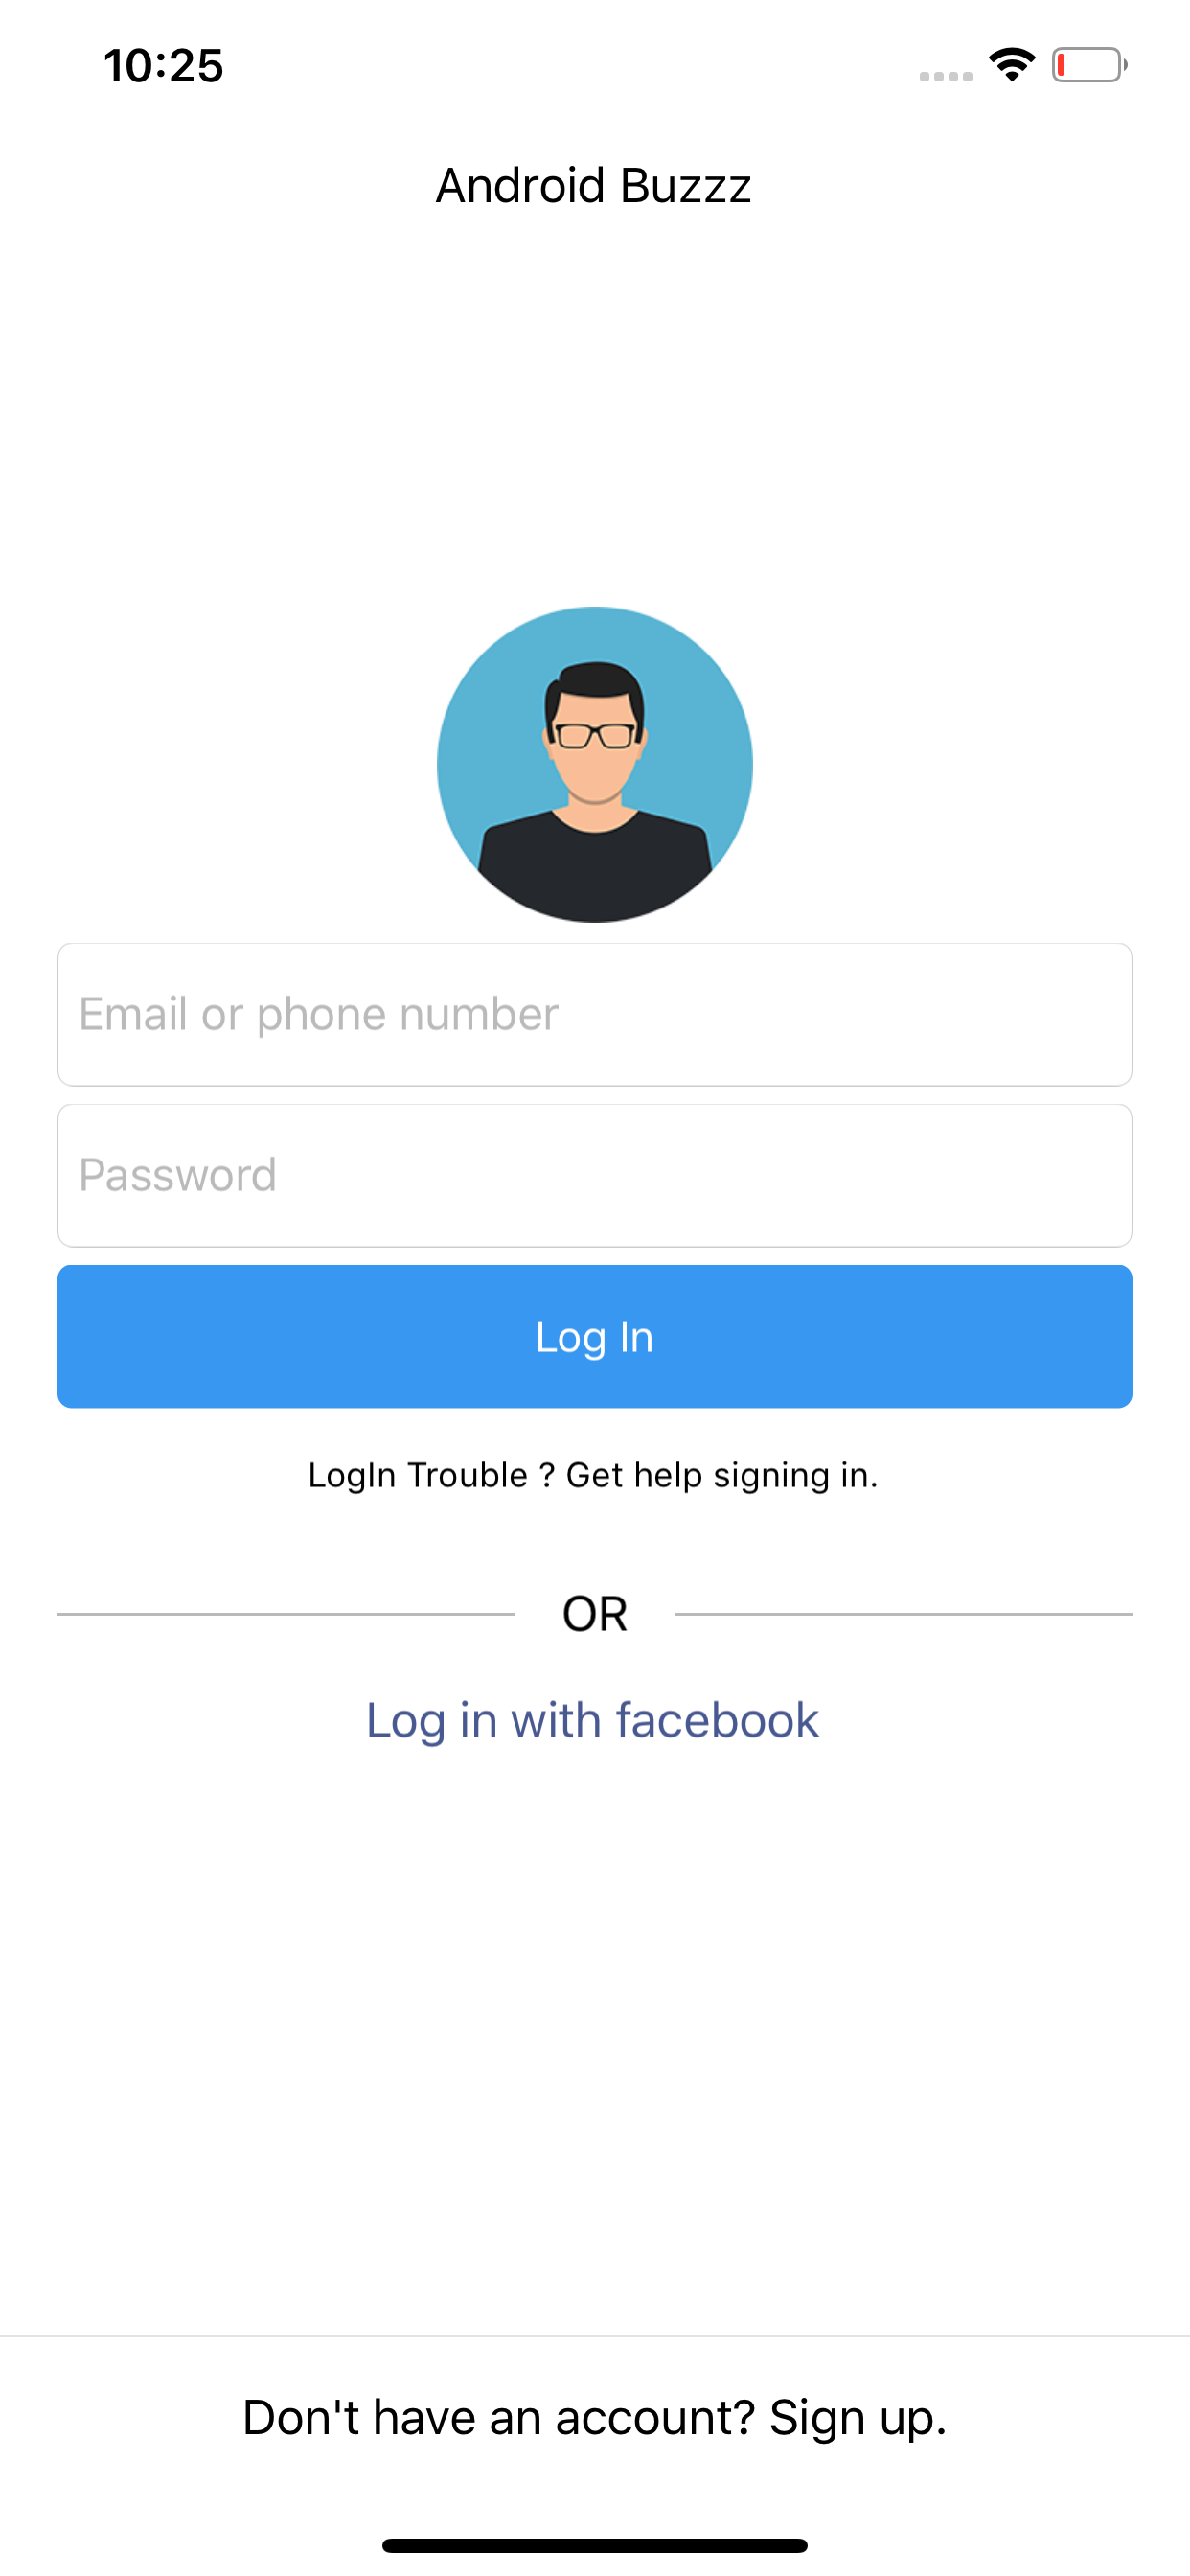 10:25
Android Buzzz
Email or phone number
Password
Log In
LogIn Trouble ? Get help signing in.
OR
Log in with facebook
Don't have an account? Sign up.